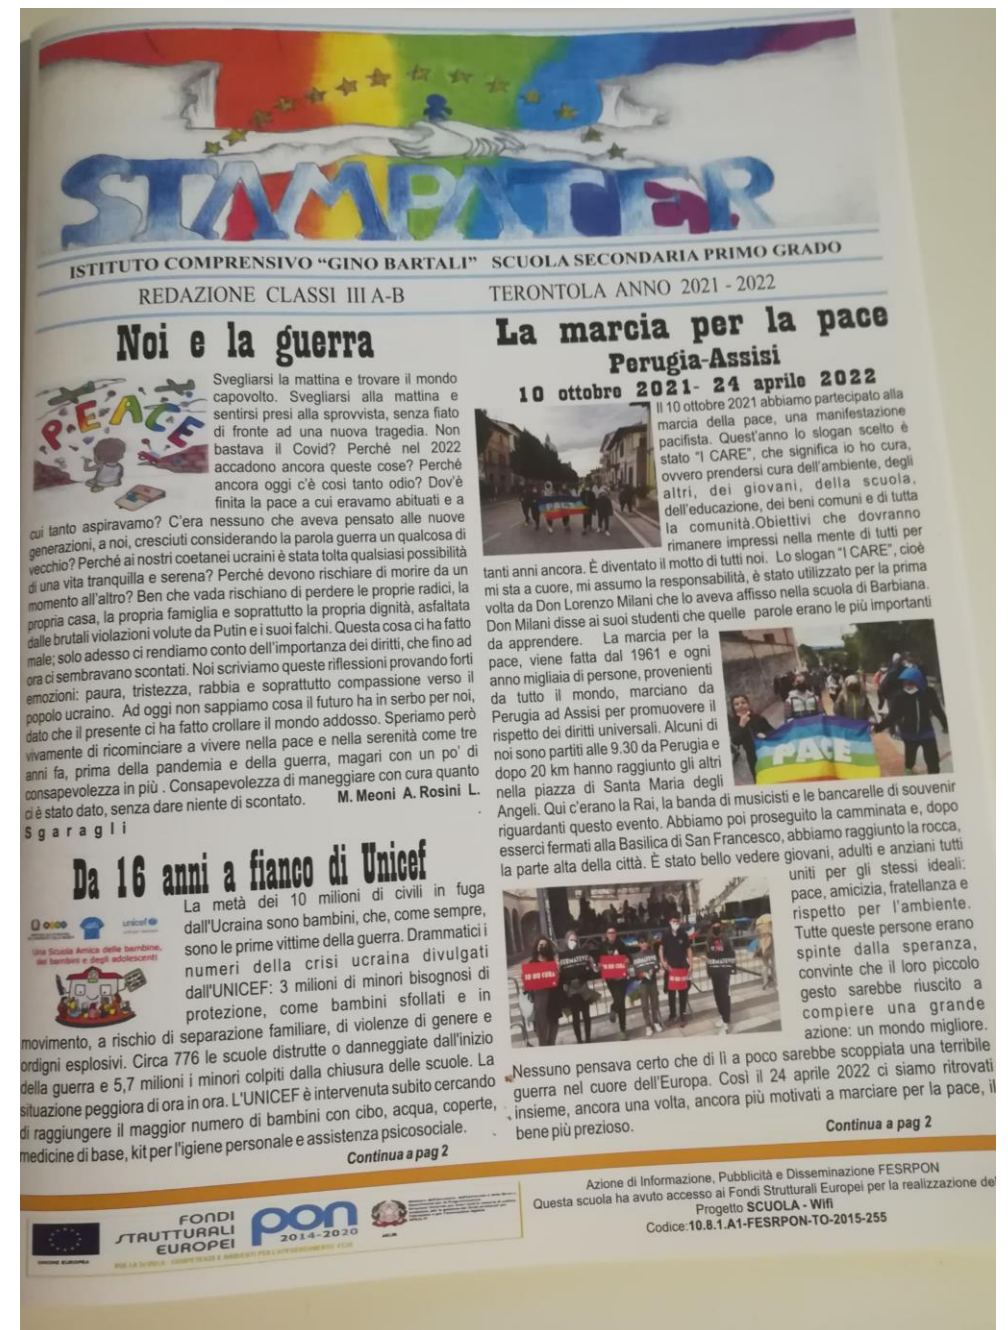 STAMPATER
ISTITUTO COMPRENSIVO “GINO BARTALI” SCUOLA SECONDARIA PRIMO GRADO
REDAZIONE CLASSI III A-B
TERONTOLA ANNO 2021 - 2022
Noi e la guerra
PEACE
Svegliarsi la mattina e trovare il mondo
capovolto. Svegliarsi alla mattina e
sentirsi presi alla sprovvista, senza fiato
di fronte ad una nuova tragedia. Non
bastava il Covid? Perché nel 2022
accadono ancora queste cose? Perché
ancora oggi c’è cosi tanto odio? Dov’è
finita la pace a cui eravamo abituati e a
cui tanto aspiravamo? C’era nessuno che aveva pensato alle nuove
generazioni, a noi, cresciuti considerando la parola guerra un qualcosa di
vecchio? Perché ai nostri coetanei ucraini è stata tolta qualsiasi possibilità
di una vita tranquilla e serena? Perché devono rischiare di morire da un
momento all’altro? Ben che vada rischiano di perdere le proprie radici, la
propria casa, la propria famiglia e soprattutto la propria dignità, asfaltata
dalle brutali violazioni volute da Putin e i suoi falchi. Questa cosa ci ha fatto
male; solo adesso ci rendiamo conto dell’importanza dei diritti, che fino ad
ora ci sembravano scontati. Noi scriviamo queste riflessioni provando forti
emozioni: paura, tristezza, rabbia e soprattutto compassione verso il
popolo ucraino. Ad oggi non sappiamo cosa il futuro ha in serbo per noi,
dato che il presente ci ha fatto crollare il mondo addosso. Speriamo però
vivamente di ricominciare a vivere nella pace e nella serenità come tre
anni fa, prima della pandemia e della guerra, magari con un po’ di
consapevolezza in più . Consapevolezza di maneggiare con cura quanto
ci è stato dato, senza dare niente di scontato. M. Meoni A. Rosini L.
Sgaragli
Da 16 anni a fianco di Unicef
unicef
Una Scuola Amica delle bambine,
dei bambini e degli adolescenti
La metà dei 10 milioni di civili in fuga
dall'Ucraina sono bambini, che, come sempre,
sono le prime vittime della guerra. Drammatici i
numeri della crisi ucraina divulgati
dall'UNICEF: 3 milioni di minori bisognosi di
protezione, come bambini sfollati e in
movimento, a rischio di separazione familiare, di violenze di genere e
ordigni esplosivi. Circa 776 le scuole distrutte o danneggiate dall'inizio
della guerra e 5,7 milioni i minori colpiti dalla chiusura delle scuole. La
situazione peggiora di ora in ora. L'UNICEF è intervenuta subito cercando
di raggiungere il maggior numero di bambini con cibo, acqua, coperte,
medicine di base, kit per l'igiene personale e assistenza psicosociale.
Continua a pag 2
La marcia per la pace
Perugia-Assisi
10 ottobre 2021- 24 aprile 2022
Il 10 ottobre 2021 abbiamo partecipato alla
marcia della pace, una manifestazione
pacifista. Quest’anno lo slogan scelto è
stato “I CARE”, che significa io ho cura,
ovvero prendersi cura dell’ambiente, degli
altri, dei giovani, della scuola,
dell’educazione, dei beni comuni e di tutta
la comunità.Obiettivi che dovranno
rimanere impressi nella mente di tutti per
tanti anni ancora. È diventato il motto di tutti noi. Lo slogan “I CARE”, cioè
mi sta a cuore, mi assumo la responsabilità, è stato utilizzato per la prima
volta da Don Lorenzo Milani che lo aveva affisso nella scuola di Barbiana.
Don Milani disse ai suoi studenti che quelle parole erano le più importanti
da apprendere. La marcia per la
pace, viene fatta dal 1961 e ogni
anno migliaia di persone, provenienti
da tutto il mondo, marciano da
Perugia ad Assisi per promuovere il
rispetto dei diritti universali. Alcuni di
noi sono partiti alle 9.30 da Perugia e
dopo 20 km hanno raggiunto gli altri
nella piazza di Santa Maria degli
PACE
Angeli. Qui c’erano la Rai, la banda di musicisti e le bancarelle di souvenir
riguardanti questo evento. Abbiamo poi proseguito la camminata e, dopo
esserci fermati alla Basilica di San Francesco, abbiamo raggiunto la rocca,
la parte alta della città. È stato bello vedere giovani, adulti e anziani tutti
uniti per gli stessi ideali:
pace, amicizia, fratellanza e
rispetto per l’ambiente.
Tutte queste persone erano
spinte dalla speranza,
convinte che il loro piccolo
gesto sarebbe riuscito a
compiere una grande
azione: un mondo migliore.
IO HO CURA
Nessuno pensava certo che di lì a poco sarebbe scoppiata una terribile
guerra nel cuore dell’Europa. Così il 24 aprile 2022 ci siamo ritrovati
insieme, ancora una volta, ancora più motivati a marciare per la pace, il
bene più prezioso.
Continua a pag 2
UNIONE EUROPEA
FONDI
STRUTTURALI
EUROPEI
pon
2014-2020
Azione di Informazione, Pubblicità e Disseminazione FESRPON
Questa scuola ha avuto accesso ai Fondi Strutturali Europei per la realizzazione del
Progetto SCUOLA - Wifi
Codice:10.8.1.A1-FESRPON-TO-2015-255